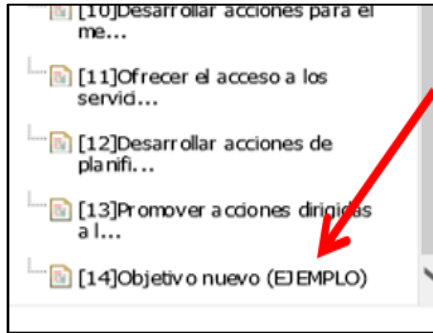 [10]Desarrollar acciones para el
me...
[11]Ofrecer el acceso a los
servici...
[12]Desarrollar acciones de
planifi...
[13]Promover acciones dirigidas
a l...
[14]Objetivo nuevo (EJEMPLO)